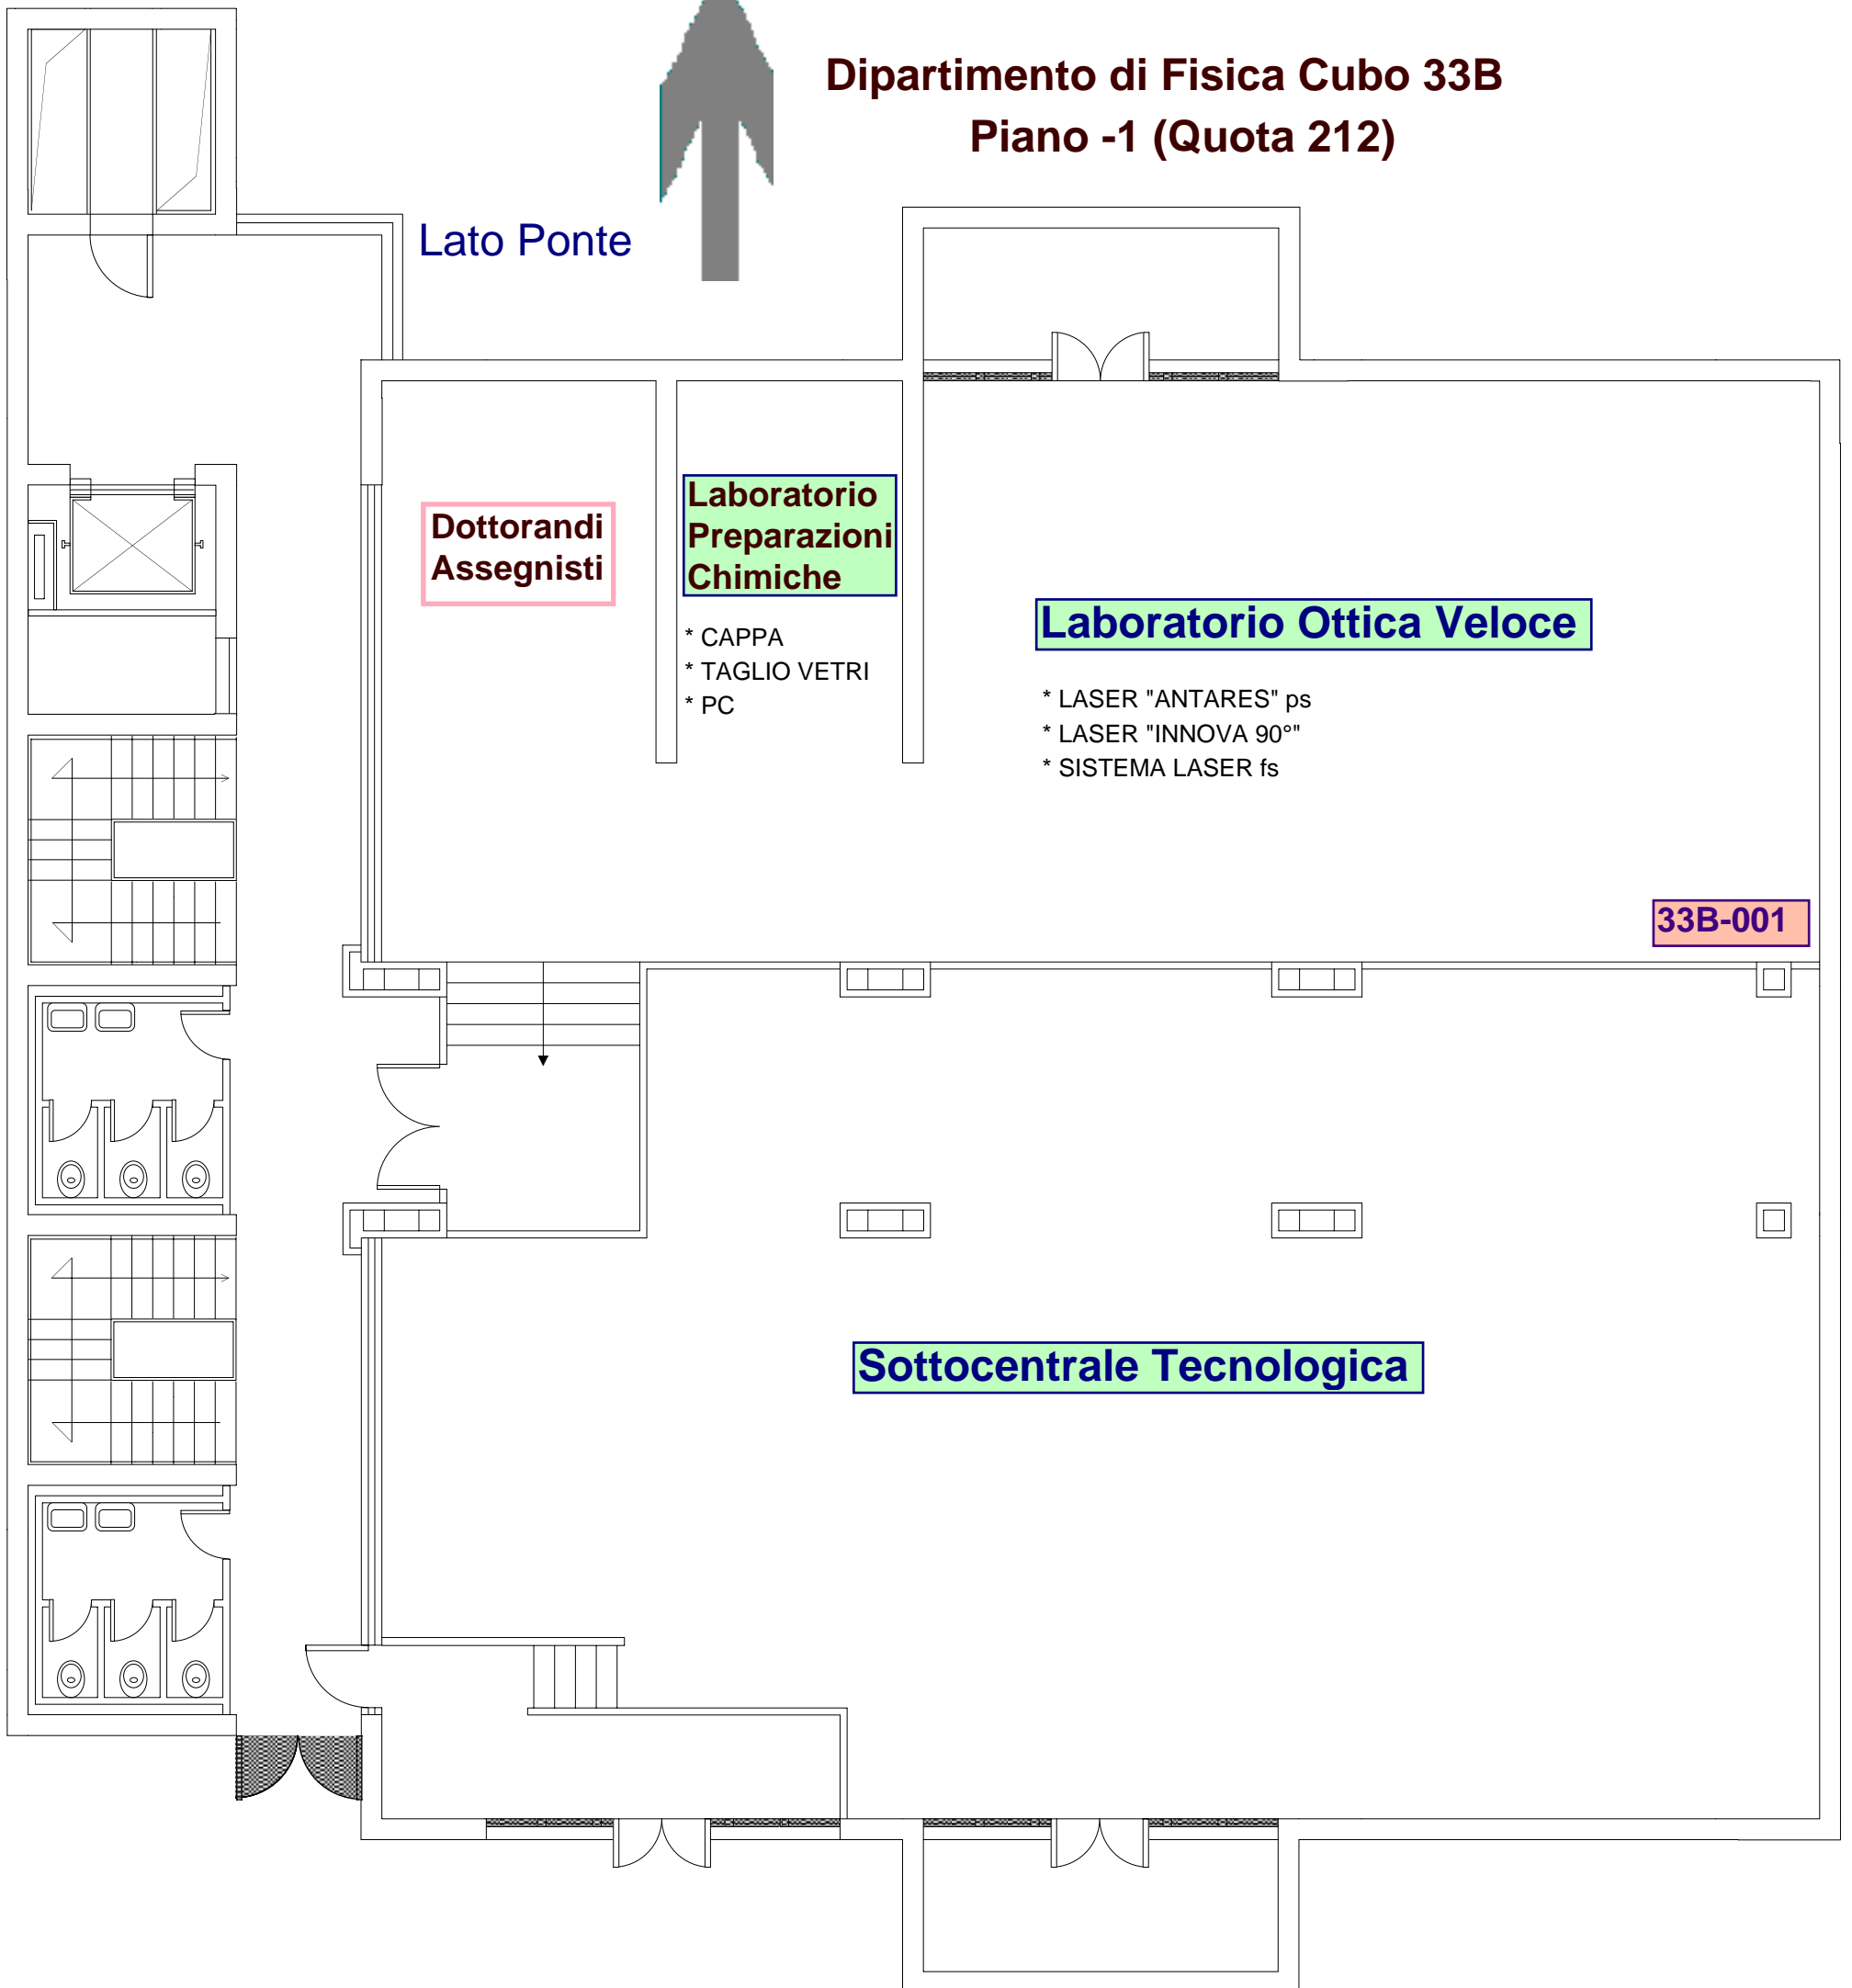 Dipartimento di Fisica Cubo 33B
Piano -1 (Quota 212)
Lato Ponte
Dottorandi
Assegnisti
Laboratorio
Preparazioni
Chimiche
* CAPPA
* TAGLIO VETRI
* PC
Laboratorio Ottica Veloce
* LASER "ANTARES" ps
* LASER "INNOVA 90°"
* SISTEMA LASER fs
33B-001
Sottocentrale Tecnologica